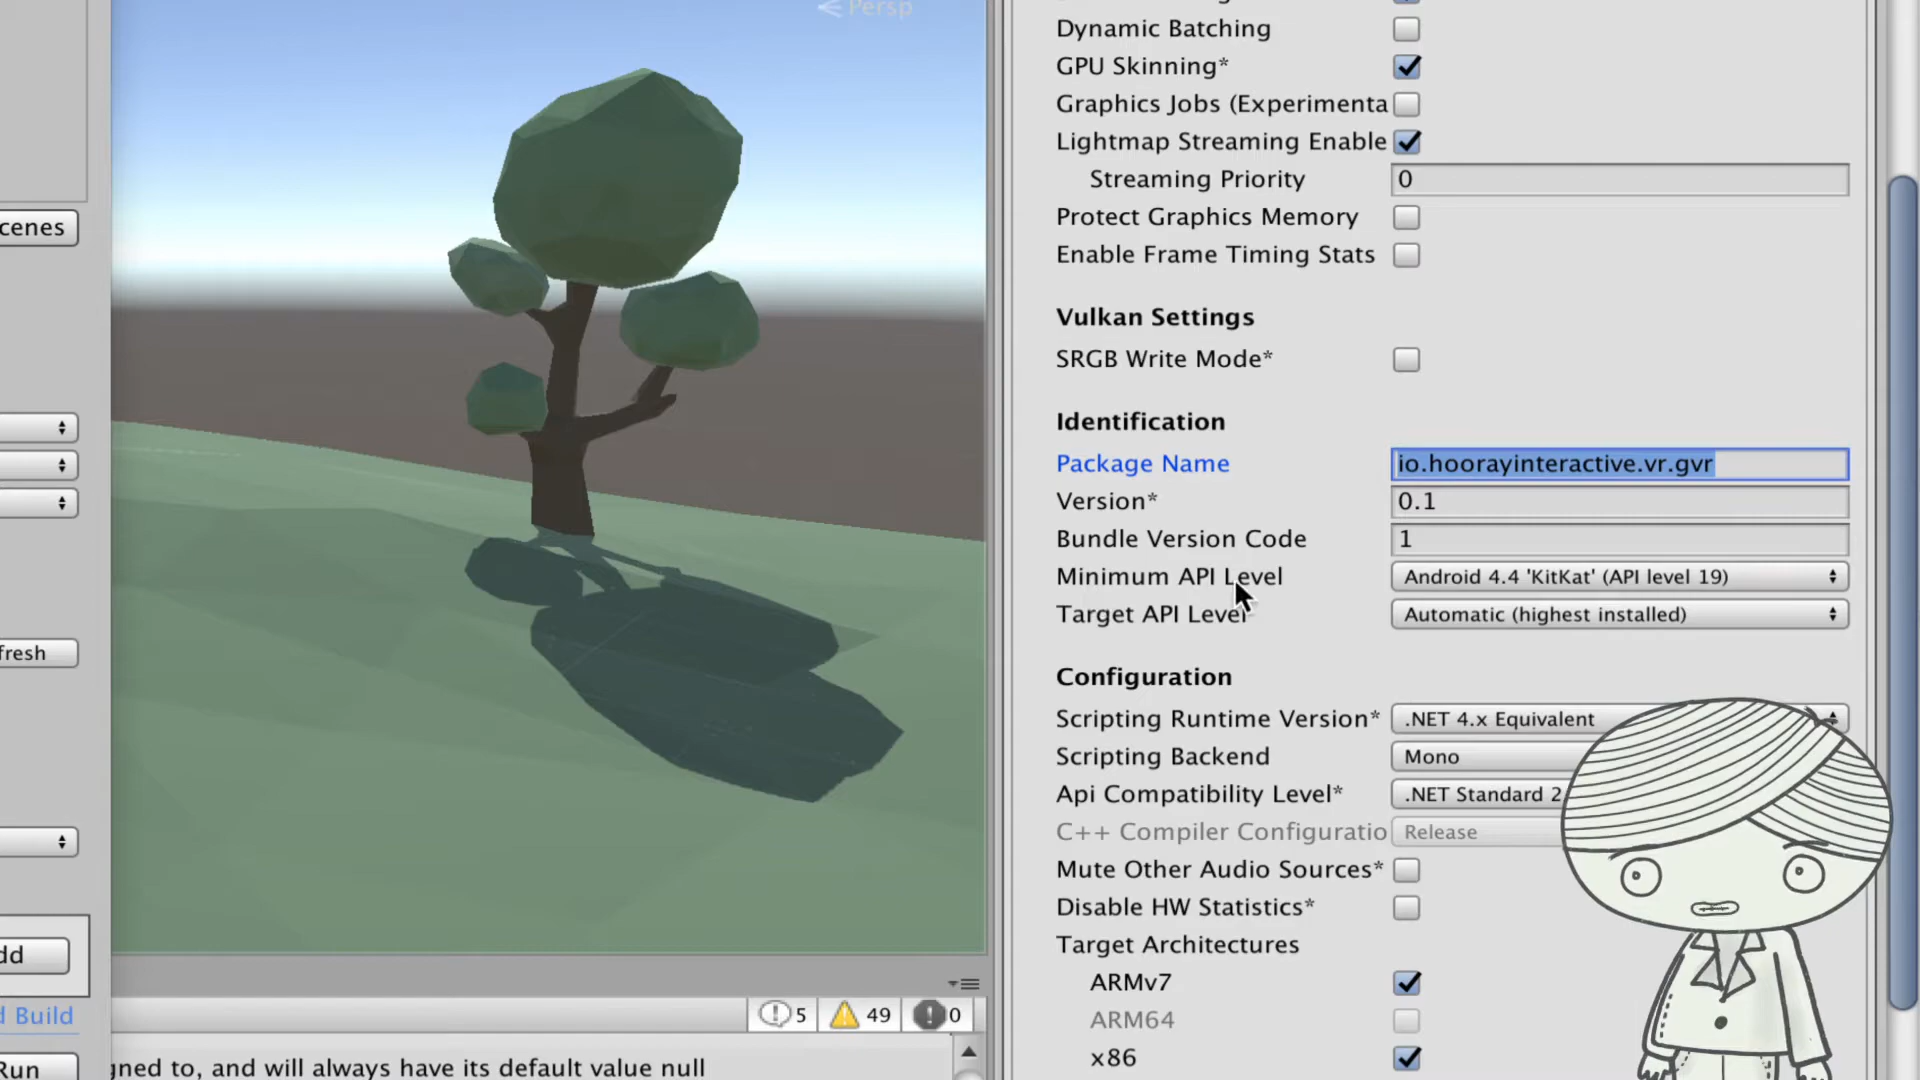 Persp
cenes
fresh
dd
d Build
Run
5
49
0
gned to, and will always have its default value null
Dynamic Batching
GPU Skinning*
Graphics Jobs (Experimenta
Lightmap Streaming Enable
Streaming Priority 0
Protect Graphics Memory
Enable Frame Timing Stats
Vulkan Settings
SRGB Write Mode*
Identification
Package Name io.hoorayinteractive.vr.gvr
Version* 0.1
Bundle Version Code 1
Minimum API Level Android 4.4 'KitKat' (API level 19)
Target API Level Automatic (highest installed)
Configuration
Scripting Runtime Version* .NET 4.x Equivalent
Scripting Backend Mono
Api Compatibility Level* .NET Standard 2
C++ Compiler Configuratio Release
Mute Other Audio Sources*
Disable HW Statistics*
Target Architectures
ARMv7
ARM64
x86